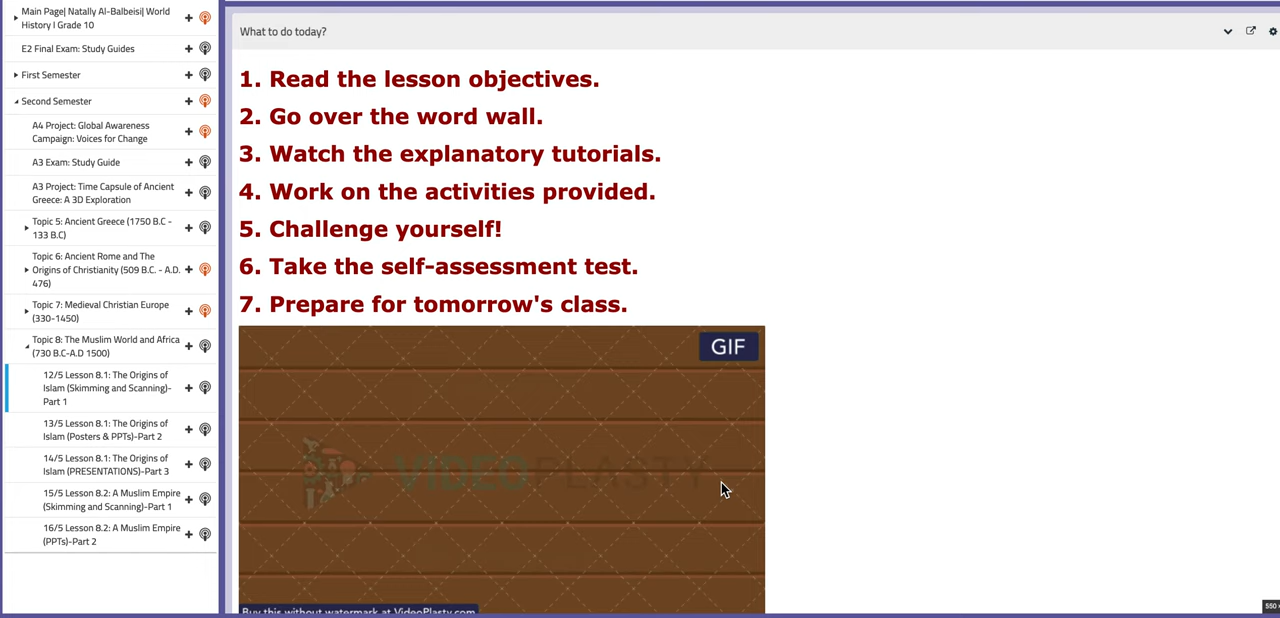 Main Page| Natally Al-Balbeisi| World
History I Grade 10
E2 Final Exam: Study Guides
First Semester
Second Semester
A4 Project: Global Awareness
Campaign: Voices for Change
A3 Exam: Study Guide
A3 Project: Time Capsule of Ancient
Greece: A 3D Exploration
Topic 5: Ancient Greece (1750 B.C -
133 B.C)
Topic 6: Ancient Rome and The
Origins of Christianity (509 B.C. - A.D.
476)
Topic 7: Medieval Christian Europe
(330-1450)
Topic 8: The Muslim World and Africa
(730 B.C-A.D 1500)
12/5 Lesson 8.1: The Origins of
Islam (Skimming and Scanning)-
Part 1
13/5 Lesson 8.1: The Origins of
Islam (Posters & PPTs)-Part 2
14/5 Lesson 8.1: The Origins of
Islam (PRESENTATIONS)-Part 3
15/5 Lesson 8.2: A Muslim Empire
(Skimming and Scanning)-Part 1
16/5 Lesson 8.2: A Muslim Empire
(PPTs)-Part 2
What to do today?
1. Read the lesson objectives.
2. Go over the word wall.
3. Watch the explanatory tutorials.
4. Work on the activities provided.
5. Challenge yourself!
6. Take the self-assessment test.
7. Prepare for tomorrow's class.
GIF
VIDEOPLASTY
Buy this without watermark at VideoPlasty.com
550